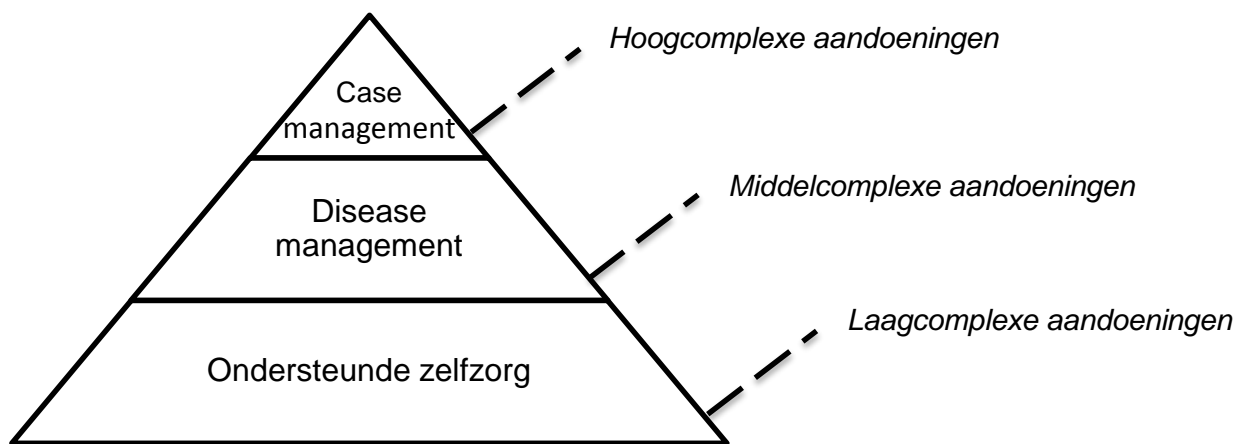 Hoogcomplexe aandoeningen
Case
management
Middelcomplexe aandoeningen
Disease
management
Laagcomplexe aandoeningen
Ondersteunde zelfzorg